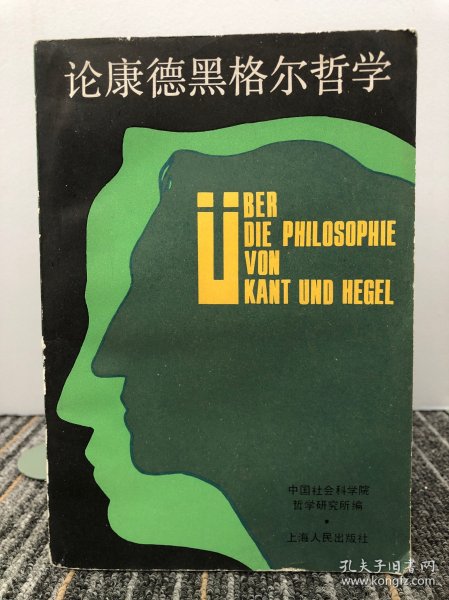 论康德黑格尔哲学
ÜBER
DIE PHILOSOPHIE
VON
KANT UND HEGEL
中国社会科学院
哲学研究所编
上海人民出版社
孔夫子旧书网
www.kongfz.com